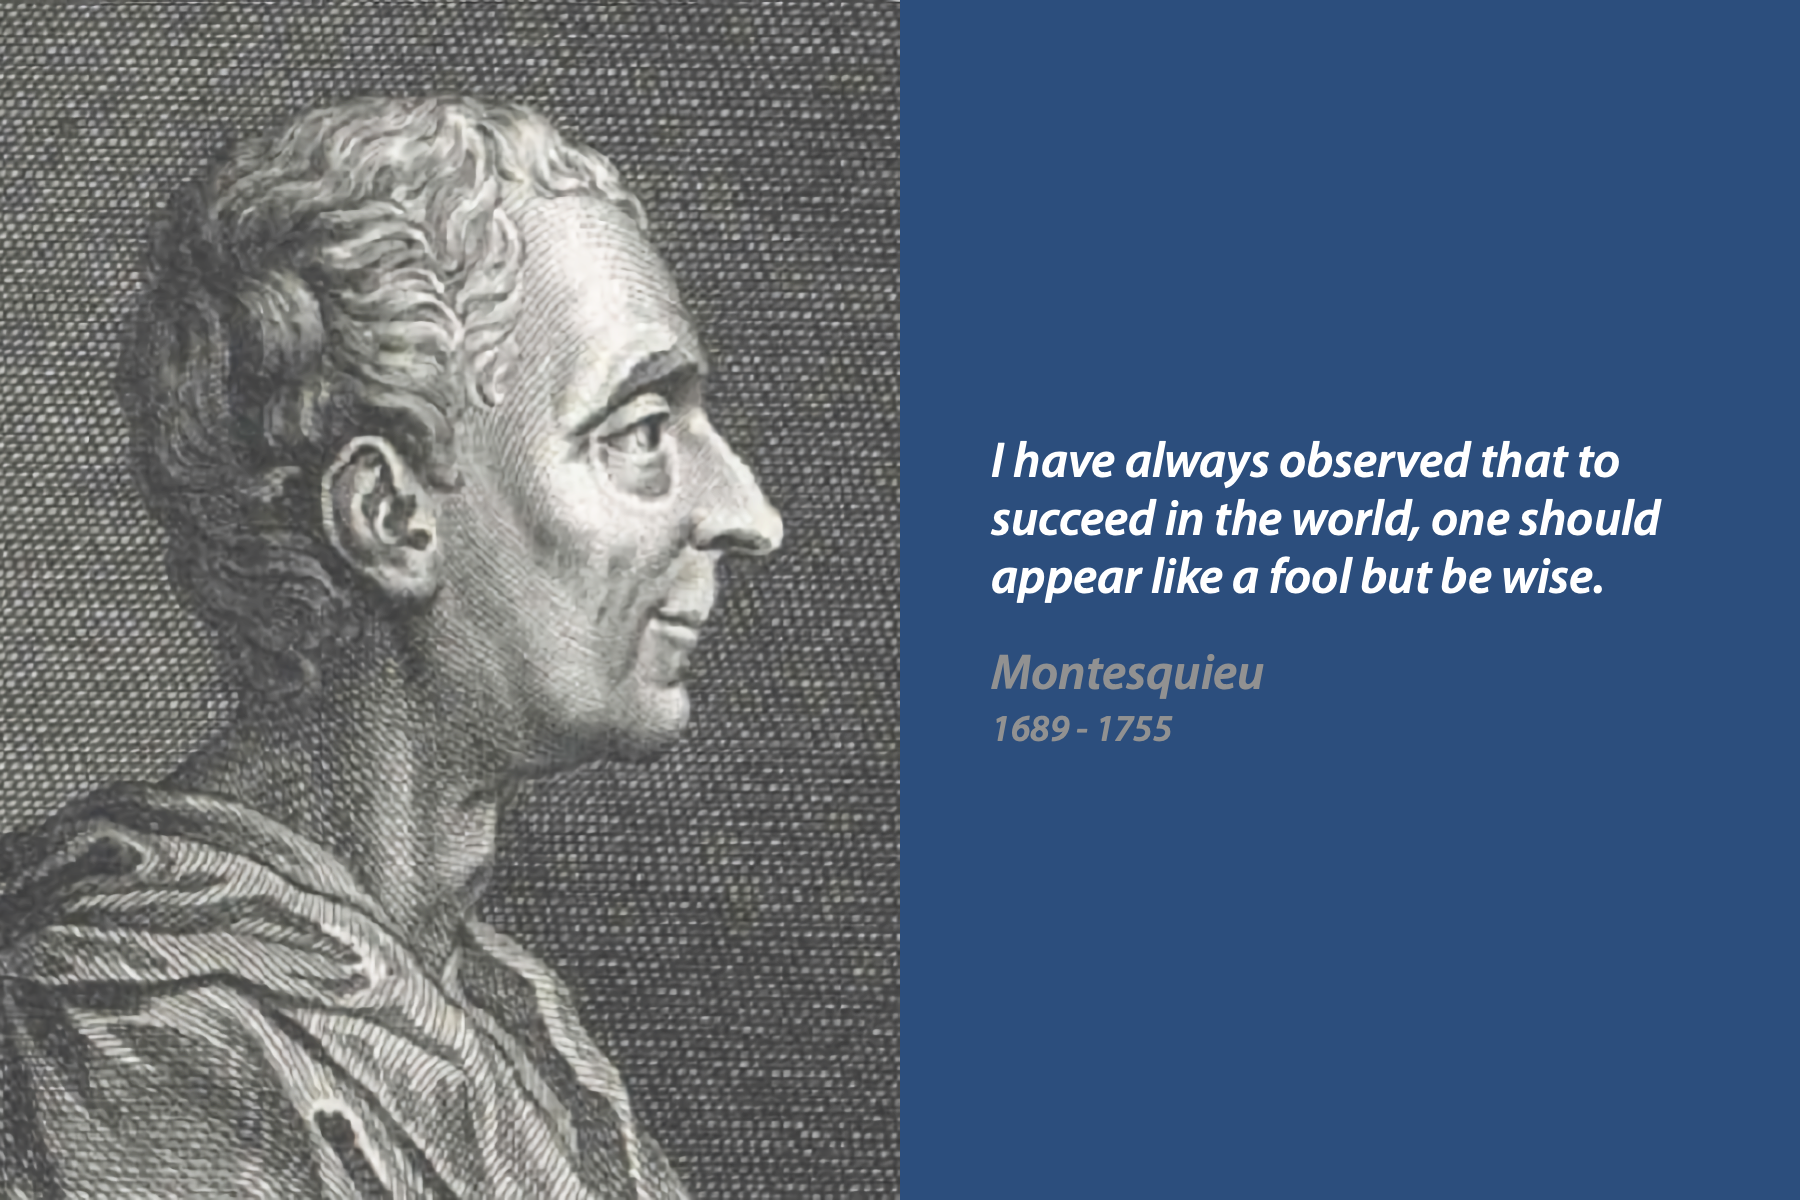 I have always observed that to
succeed in the world, one should
appear like a fool but be wise.
Montesquieu
1689 - 1755